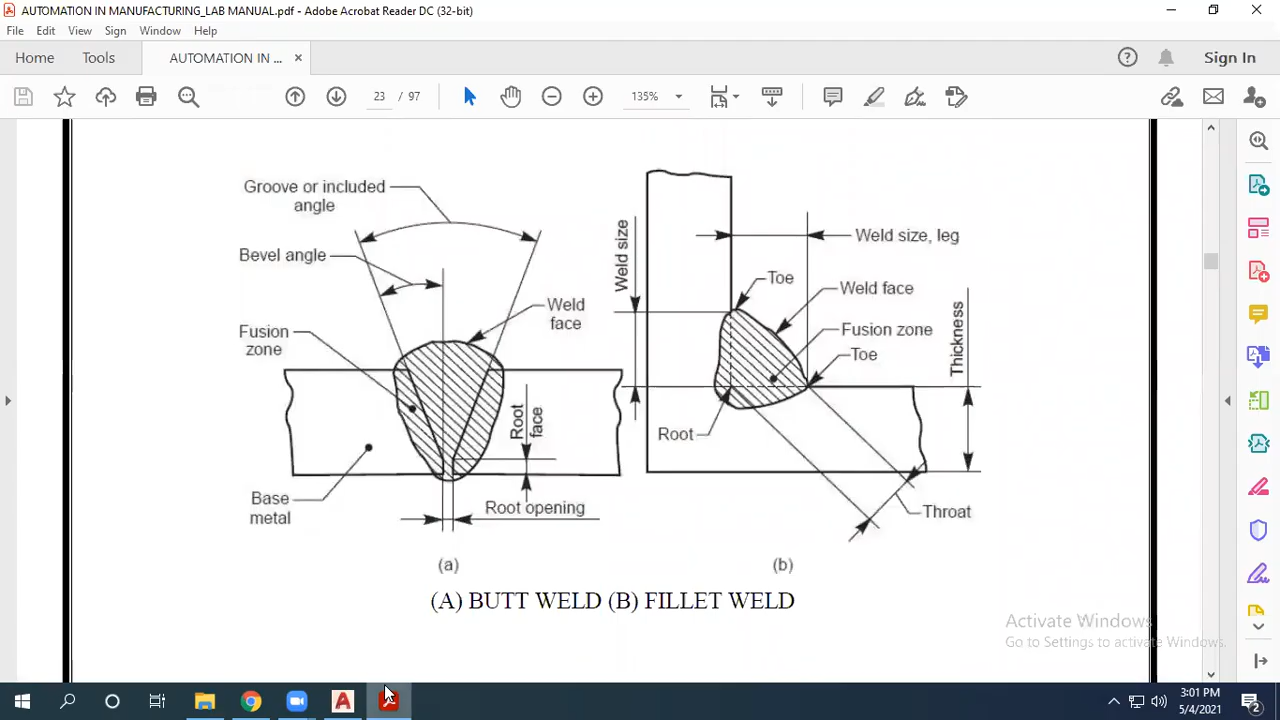 AUTOMATION IN MANUFACTURING_LAB MANUAL.pdf - Adobe Acrobat Reader DC (32-bit)
File Edit View Sign Window Help
Home Tools AUTOMATION IN ... × Sign In
23 / 97 135%
Groove or included
angle
Bevel angle
Weld
face
Fusion
zone
Root
face
Base
metal
Root opening
(a)
Weld size
Weld size, leg
Toe
Weld face
Fusion zone
Toe
Thickness
Root
Throat
(b)
(A) BUTT WELD (B) FILLET WELD
Activate Windows
Go to Settings to activate Windows.
3:01 PM
5/4/2021
2